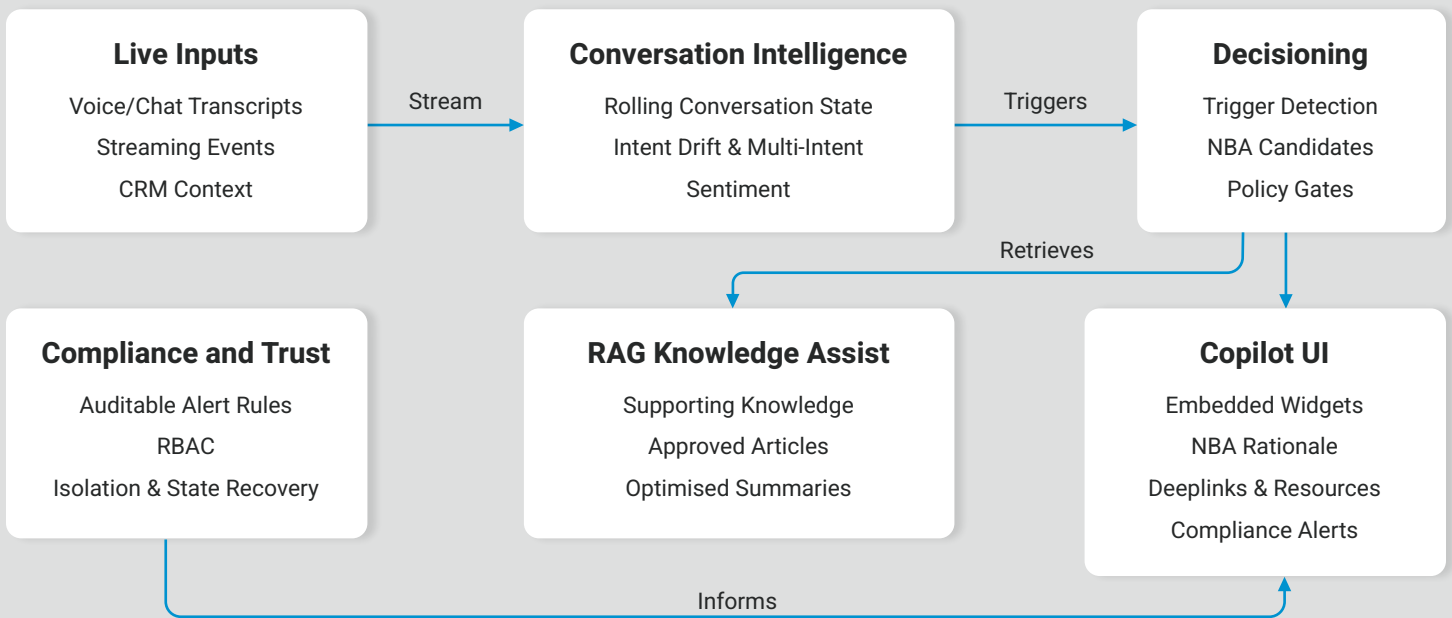 Live Inputs
Voice/Chat Transcripts
Streaming Events
CRM Context
Stream
Conversation Intelligence
Rolling Conversation State
Intent Drift & Multi-Intent
Sentiment
Triggers
Decisioning
Trigger Detection
NBA Candidates
Policy Gates
Retrieves
Compliance and Trust
Auditable Alert Rules
RBAC
Isolation & State Recovery
RAG Knowledge Assist
Supporting Knowledge
Approved Articles
Optimised Summaries
Copilot UI
Embedded Widgets
NBA Rationale
Deeplinks & Resources
Compliance Alerts
Informs